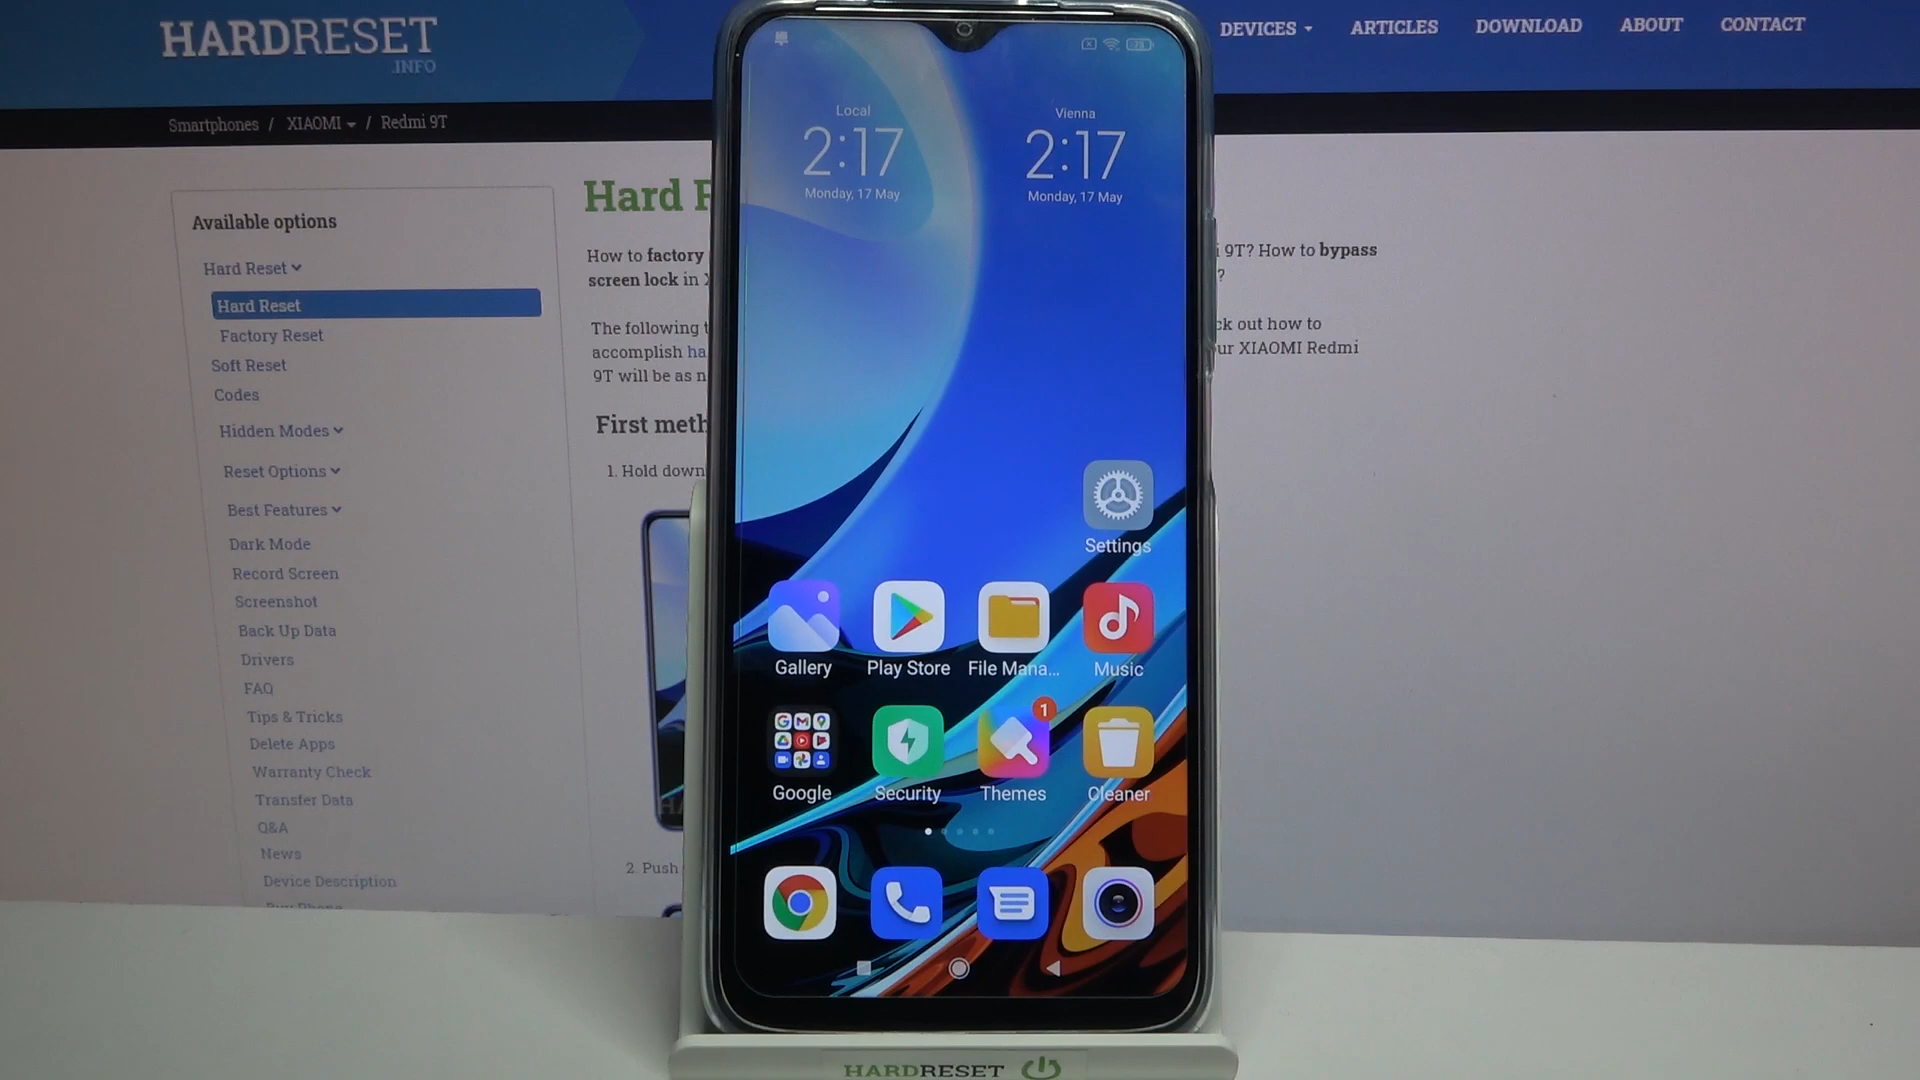 HARDRESET
.INFO
DEVICES ARTICLES DOWNLOAD ABOUT CONTACT
Smartphones / XIAOMI / Redmi 9T
Available options
Hard Reset
Hard Reset
Factory Reset
Soft Reset
Codes
Hidden Modes
Reset Options
Best Features
Dark Mode
Record Screen
Screenshot
Back Up Data
Drivers
FAQ
Tips & Tricks
Delete Apps
Warranty Check
Transfer Data
Q&A
News
Device Description
Buy Phone
Hard R
How to factory
screen lock in
The following t
accomplish ha
9T will be as n
First meth
1. Hold down
2. Push
i 9T? How to bypass
?
ck out how to
ur XIAOMI Redmi
Local
2:17
Monday, 17 May
Vienna
2:17
Monday, 17 May
Settings
Gallery Play Store File Mana... Music
1
Google Security Themes Cleaner
HARDRESET